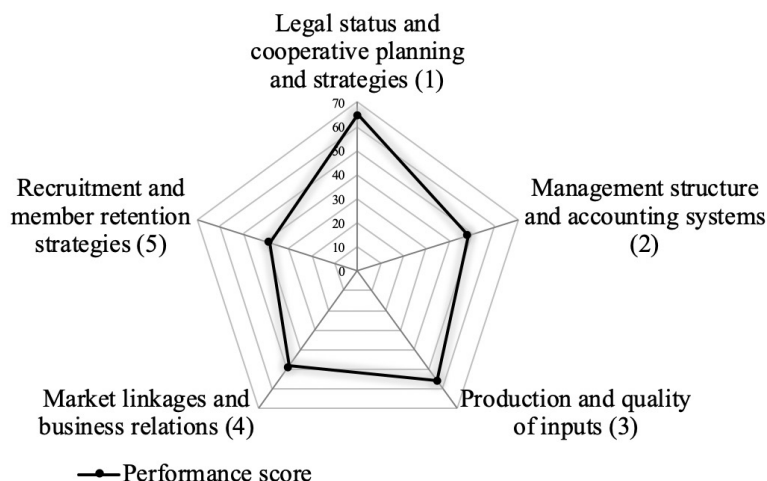 Legal status and
cooperative planning
and strategies (1)
70
60
50
40
30
20
10
0
Recruitment and
member retention
strategies (5)
Management structure
and accounting systems
(2)
Market linkages and
business relations (4)
Production and quality
of inputs (3)
Performance score